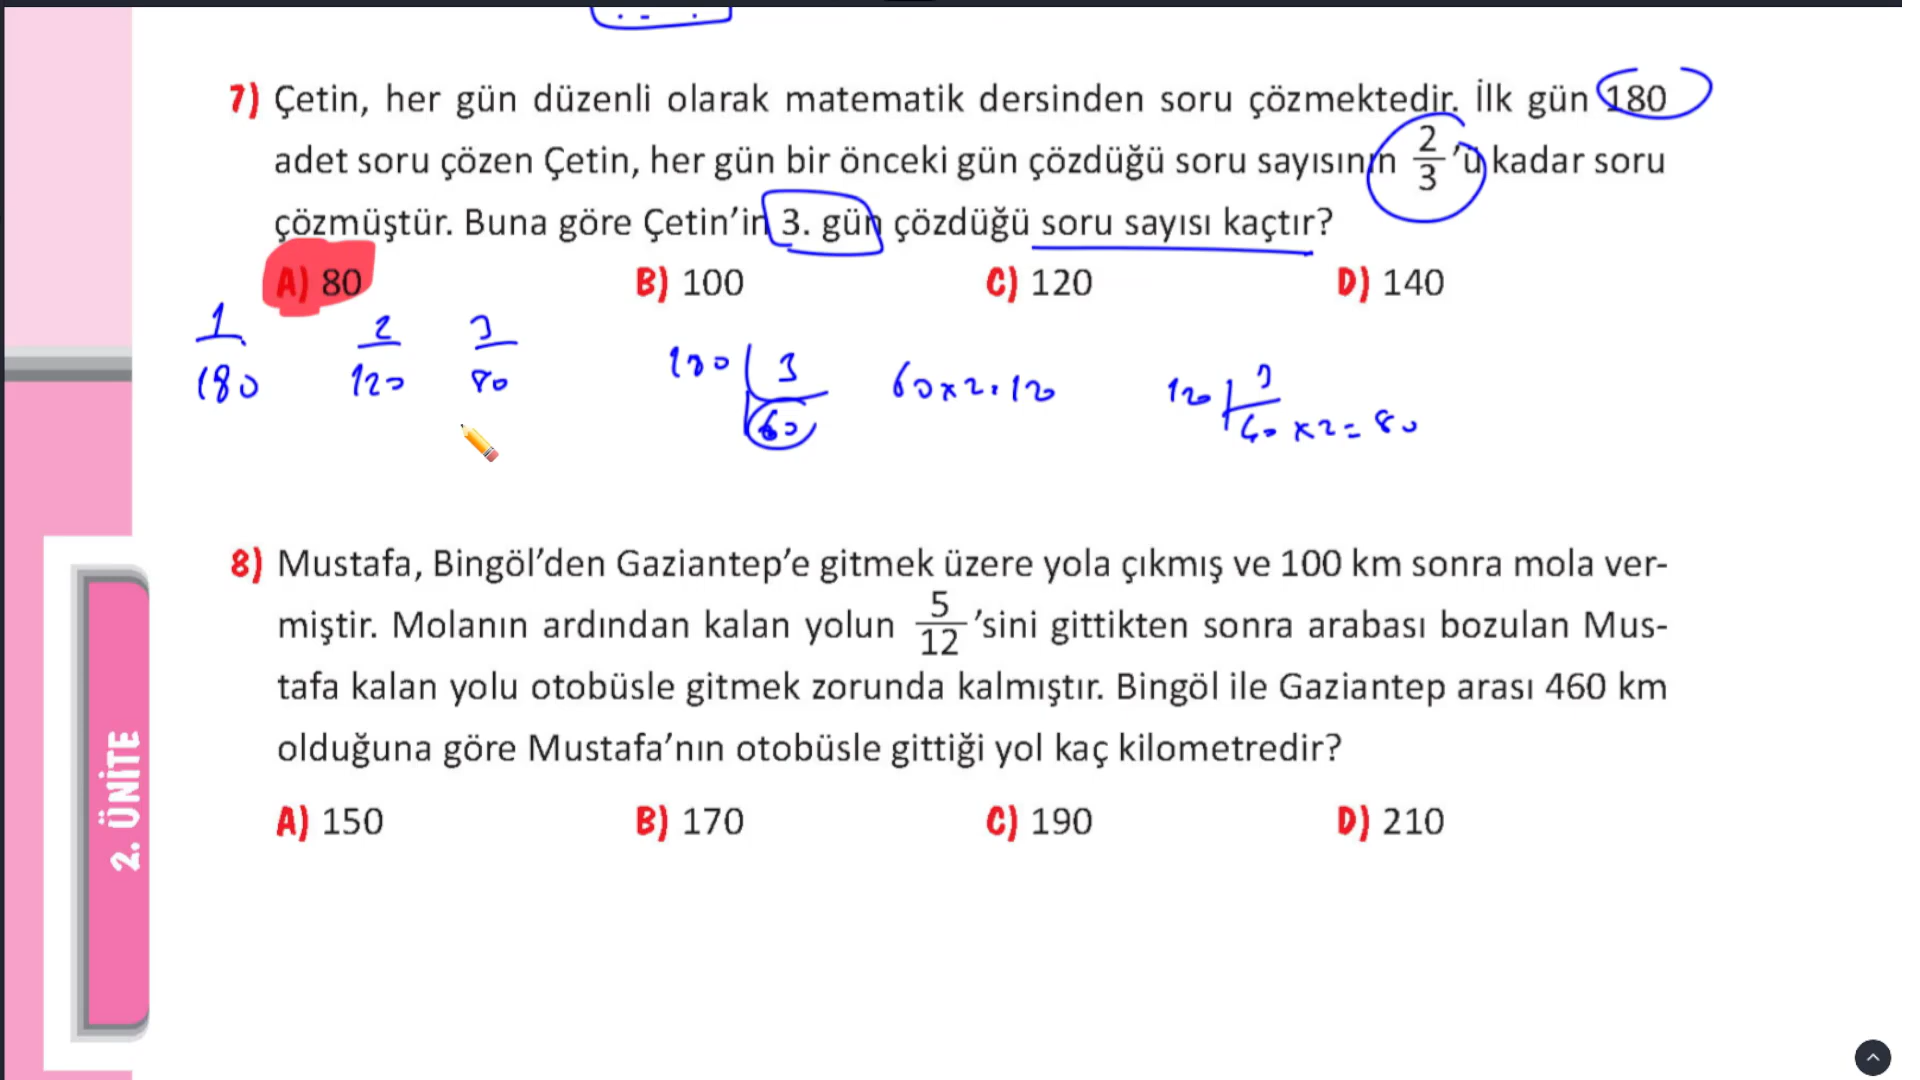 7) Çetin, her gün düzenli olarak matematik dersinden soru çözmektedir. İlk gün 180
adet soru çözen Çetin, her gün bir önceki gün çözdüğü soru sayısının 2/3 'ü kadar soru
çözmüştür. Buna göre Çetin'in 3. gün çözdüğü soru sayısı kaçtır?
A) 80 B) 100 C) 120 D) 140
1 2 3
180 120 80
180 3
60
60x2=120
120 3
40 x2=80
8) Mustafa, Bingöl'den Gaziantep'e gitmek üzere yola çıkmış ve 100 km sonra mola ver-
miştir. Molanın ardından kalan yolun 5/12 'sini gittikten sonra arabası bozulan Mus-
tafa kalan yolu otobüsle gitmek zorunda kalmıştır. Bingöl ile Gaziantep arası 460 km
olduğuna göre Mustafa'nın otobüsle gittiği yol kaç kilometredir?
A) 150 B) 170 C) 190 D) 210
2. ÜNİTE